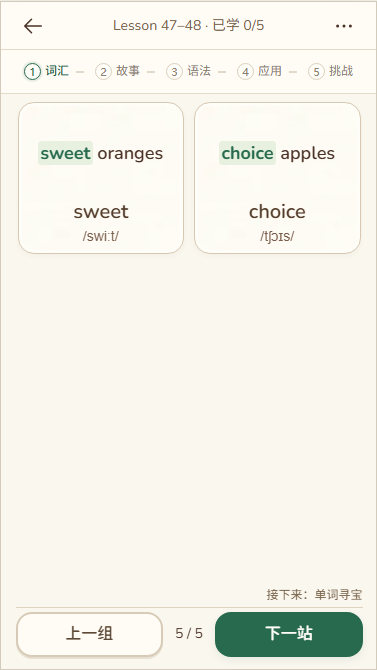 Lesson 47–48 · 已学 0/5
1 词汇 – 2 故事 – 3 语法 – 4 应用 – 5 挑战
sweet oranges
sweet
/swiːt/
choice apples
choice
/tʃɔɪs/
接下来：单词寻宝
上一组 5 / 5 下一站